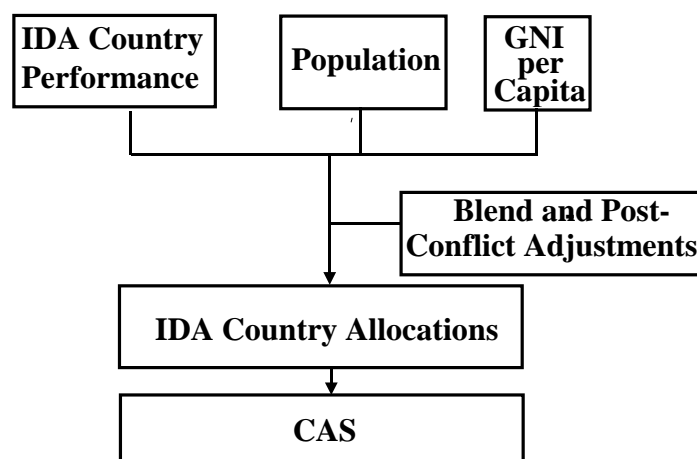 IDA Country
Performance
Population
GNI
per
Capita
Blend and Post-
Conflict Adjustments
IDA Country Allocations
CAS